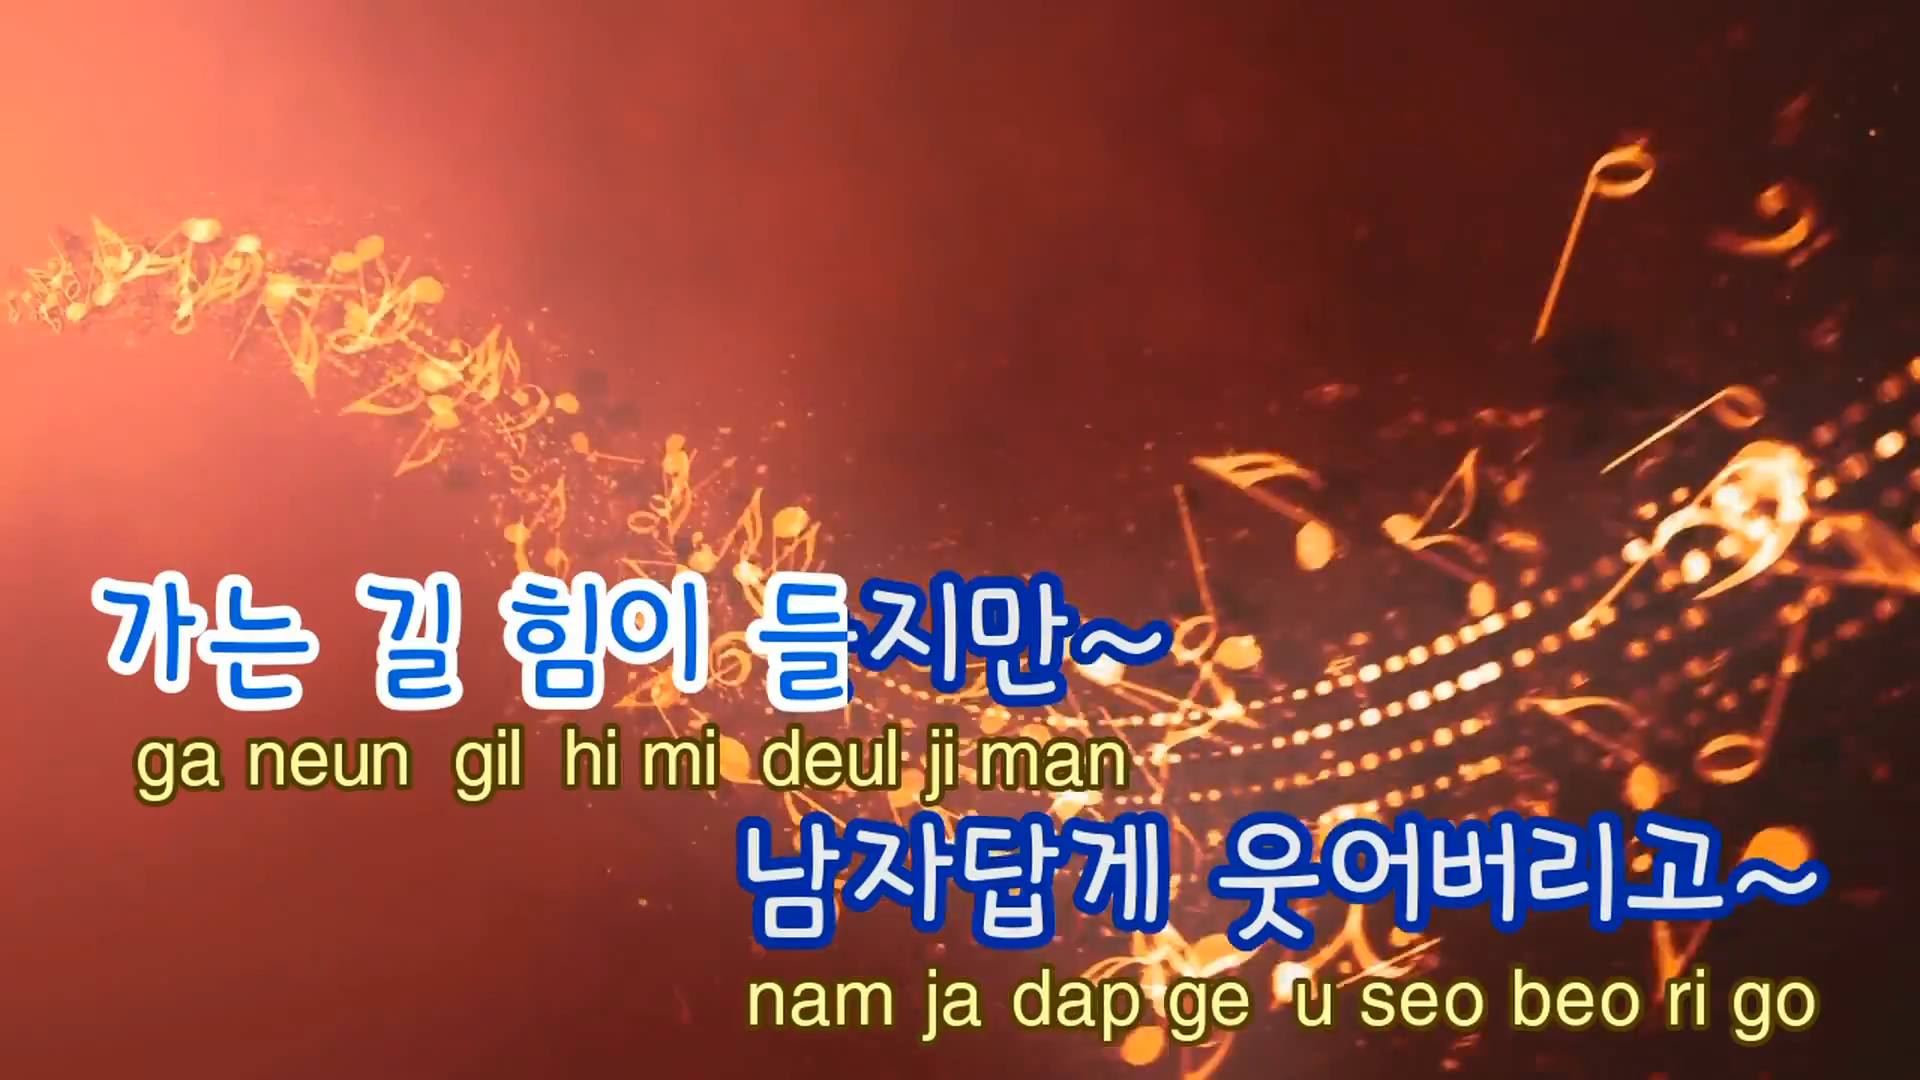 가는 길 힘이 들지만~
ga neun gil hi mi deul ji man
남자답게 웃어버리고~
nam ja dap ge u seo beo ri go